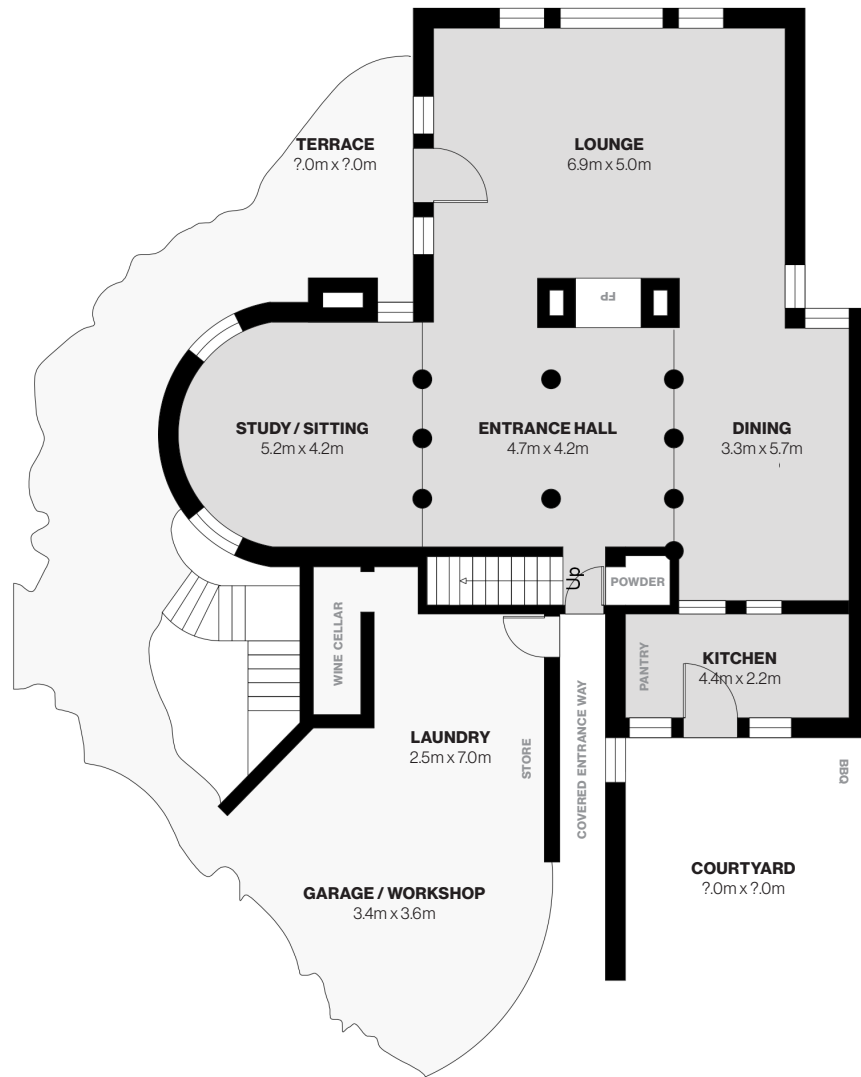 TERRACE
?.0m x ?.0m
LOUNGE
6.9m x 5.0m
FP
STUDY / SITTING
5.2m x 4.2m
ENTRANCE HALL
4.7m x 4.2m
DINING
3.3m x 5.7m
Up
POWDER
WINE CELLAR
PANTRY
KITCHEN
4.4m x 2.2m
LAUNDRY
2.5m x 7.0m
STORE
COVERED ENTRANCE WAY
BBQ
COURTYARD
?.0m x ?.0m
GARAGE / WORKSHOP
3.4m x 3.6m